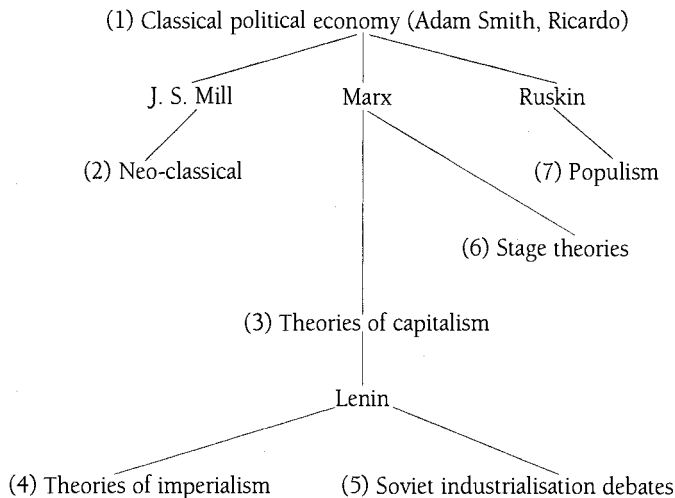 (1) Classical political economy (Adam Smith, Ricardo)
J. S. Mill
Marx
Ruskin
(2) Neo-classical
(7) Populism
(6) Stage theories
(3) Theories of capitalism
Lenin
(4) Theories of imperialism
(5) Soviet industrialisation debates